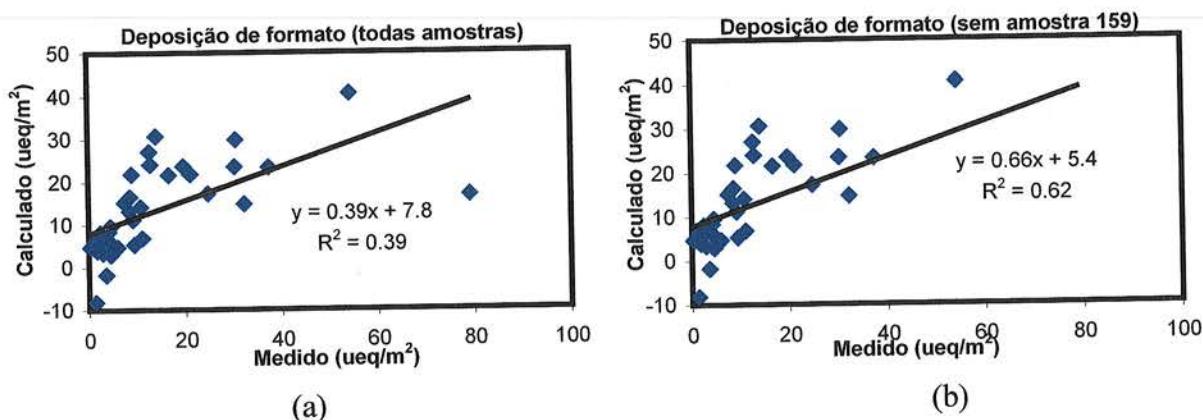 Deposição de formato (todas amostras)
Calculado (ueq/m²)
50
40
30
20
10
0
-10
y = 0.39x + 7.8
R² = 0.39
0 20 40 60 80 100
Medido (ueq/m²)
(a)
Deposição de formato (sem amostra 159)
Calculado (ueq/m²)
50
40
30
20
10
0
-10
y = 0.66x + 5.4
R² = 0.62
0 20 40 60 80 100
Medido (ueq/m²)
(b)